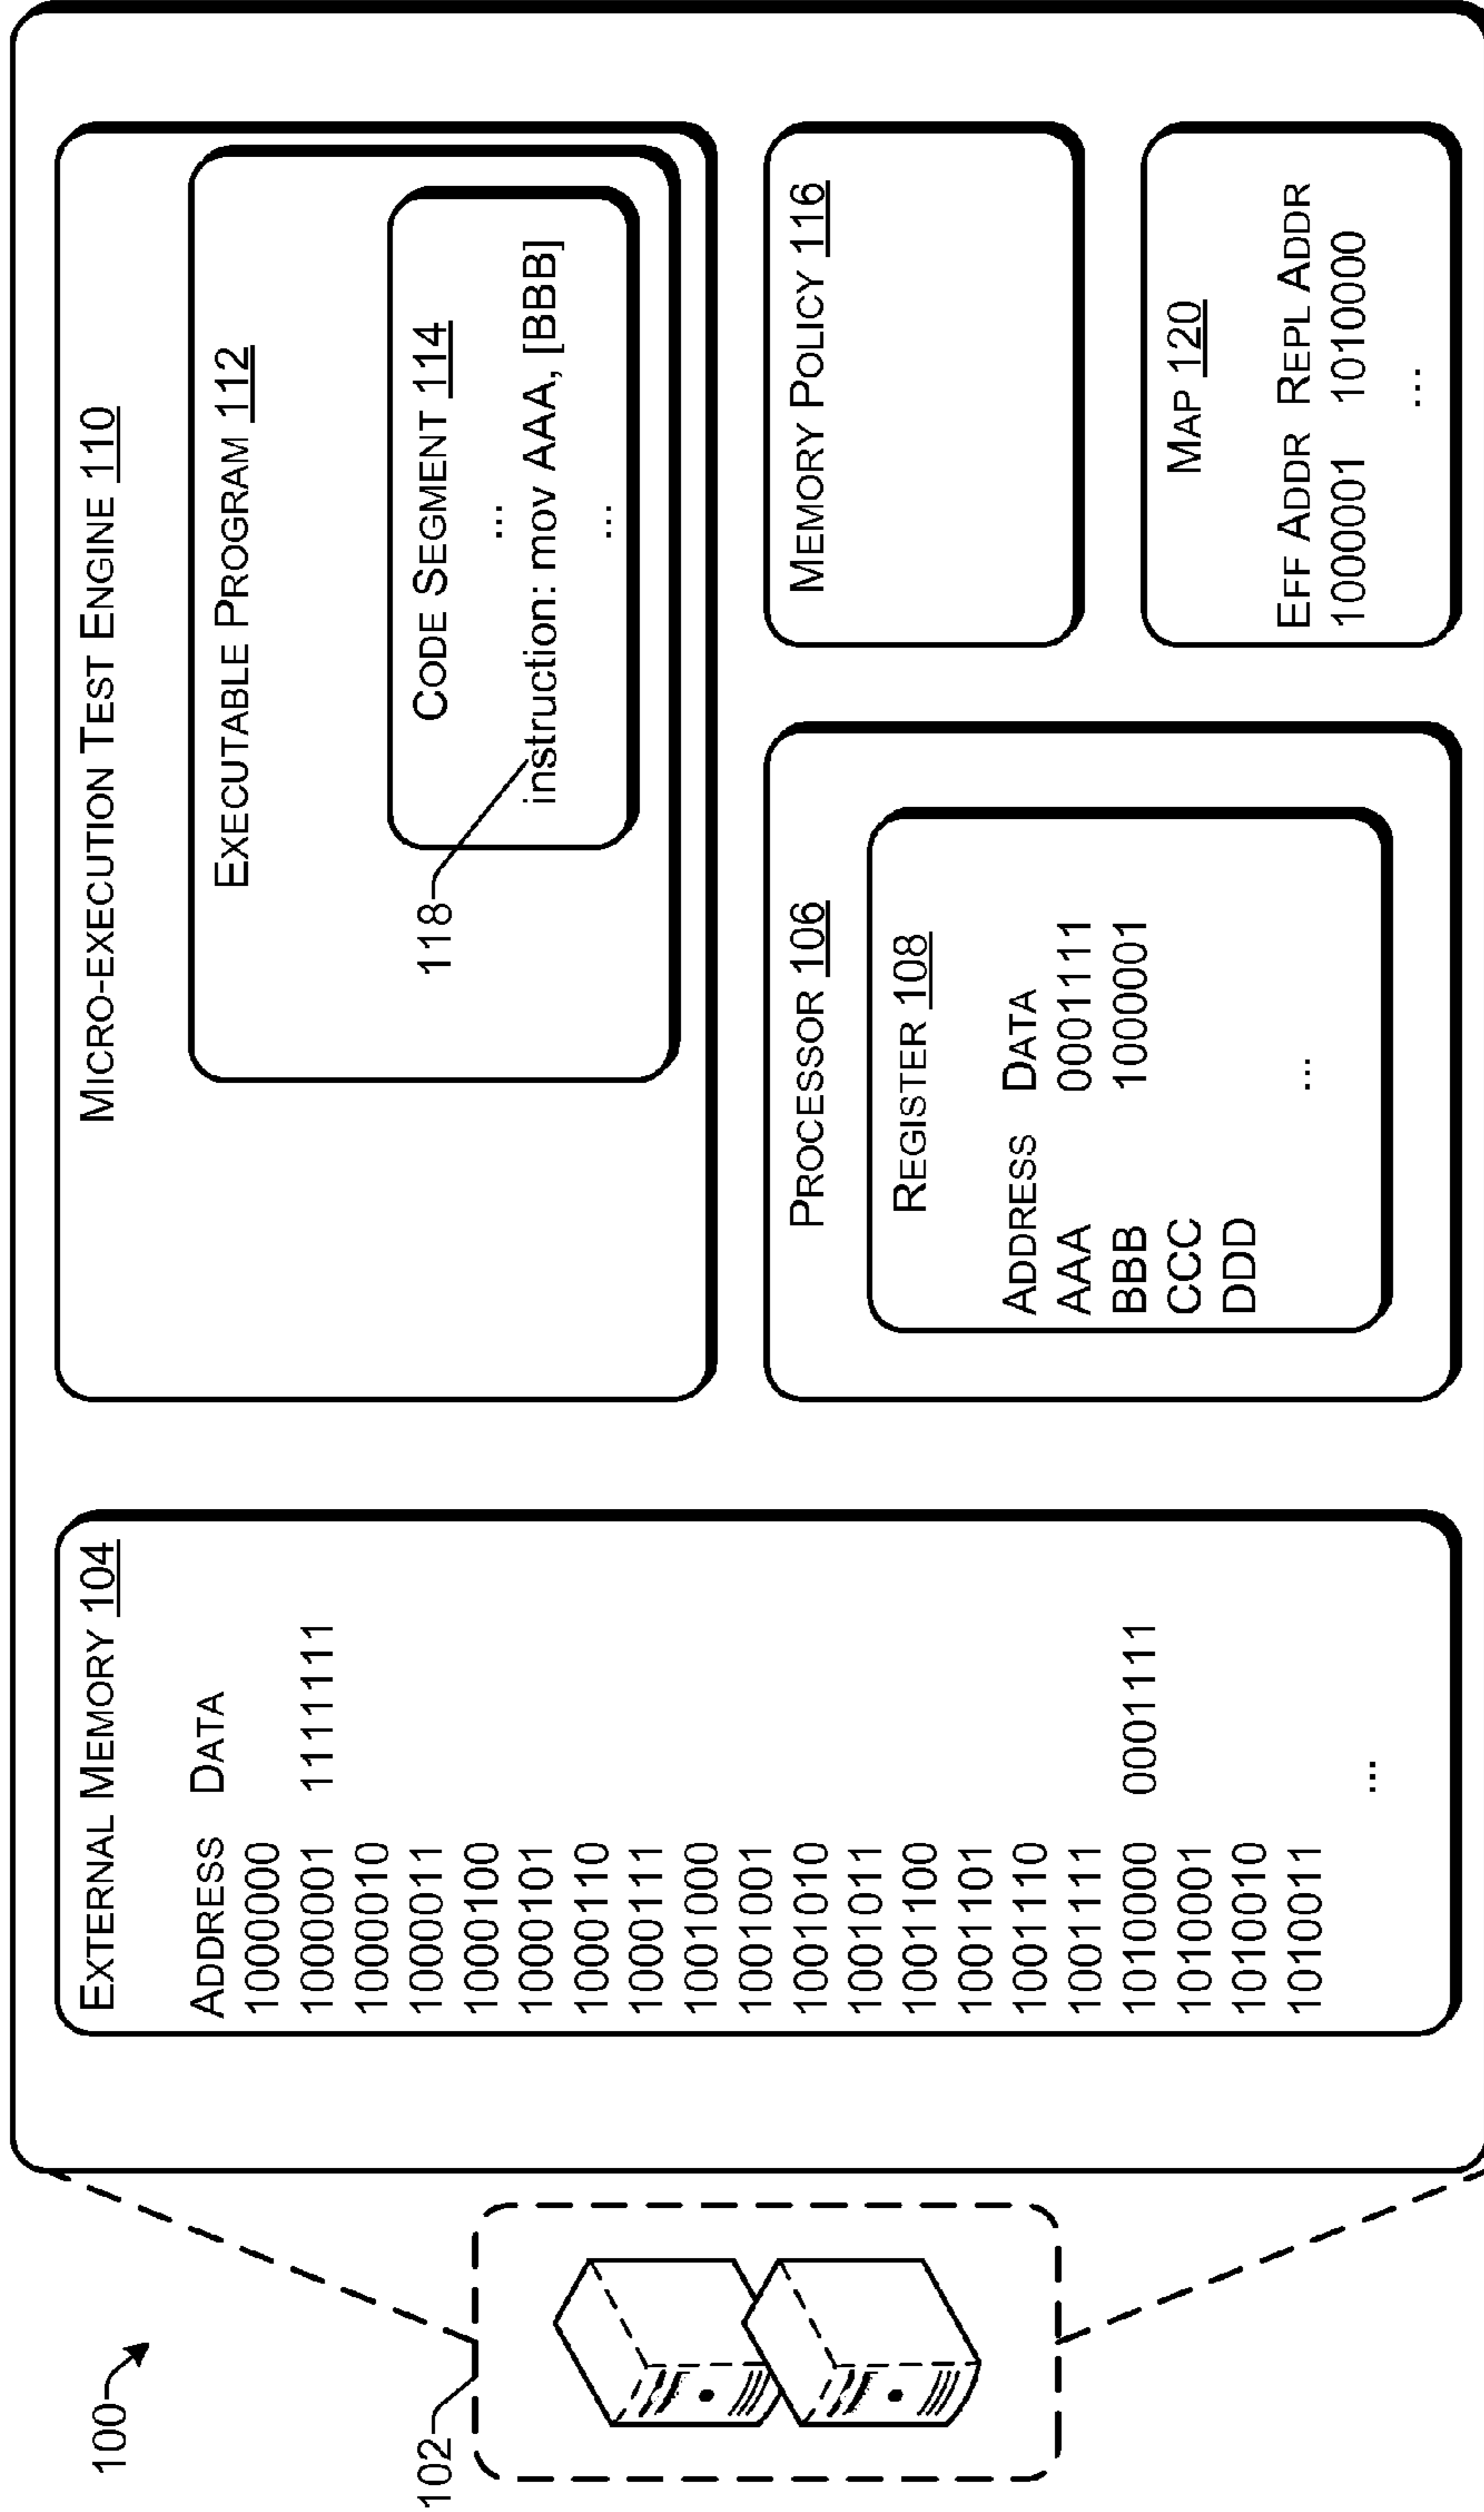 100
102
EXTERNAL MEMORY 104
ADDRESS DATA
1000000
1000001 1111111
1000010
1000011
1000100
1000101
1000110
1000111
1001000
1001001
1001010
1001011
1001100
1001101
1001110
1001111
1010000 0001111
1010001
1010010
1010011
...
MICRO-EXECUTION TEST ENGINE 110
EXECUTABLE PROGRAM 112
118
CODE SEGMENT 114
...
instruction: mov AAA, [BBB]
...
PROCESSOR 106
REGISTER 108
ADDRESS DATA
AAA 0001111
BBB 1000001
CCC
DDD
...
MEMORY POLICY 116
MAP 120
EFF ADDR REPL ADDR
1000001 1010000
...